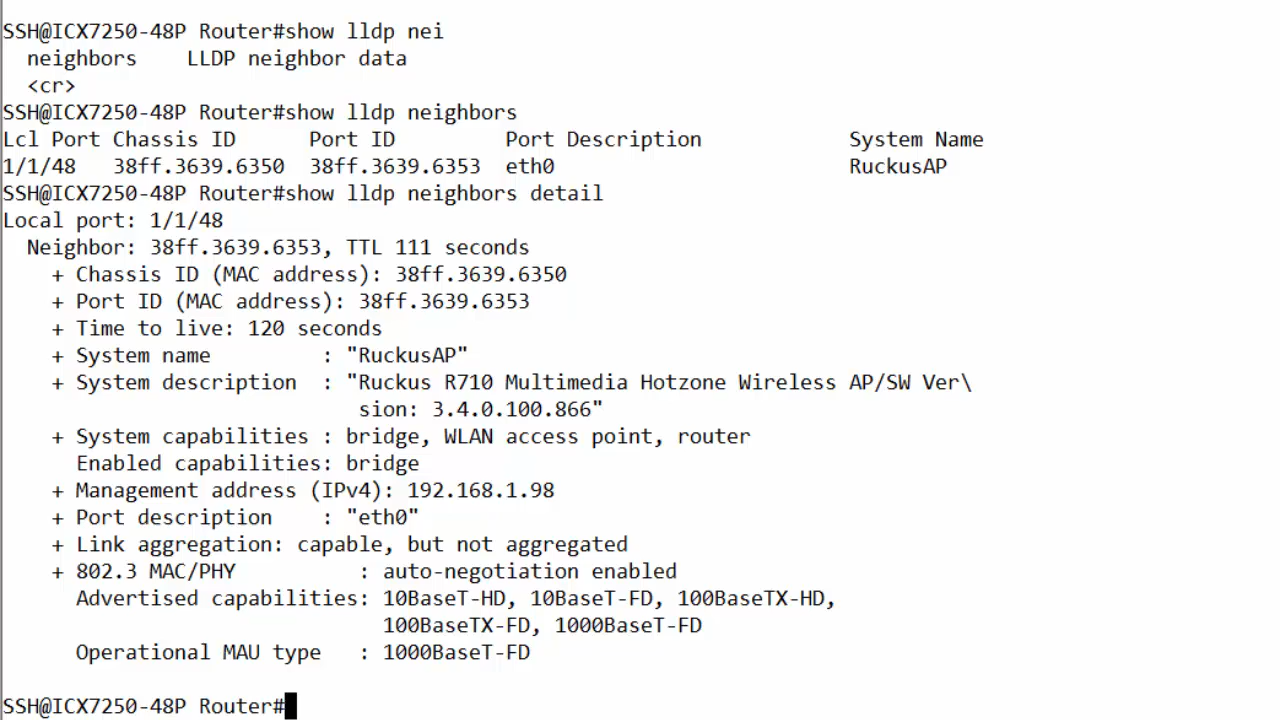 SSH@ICX7250-48P Router#show lldp nei
  neighbors    LLDP neighbor data
  <cr>
SSH@ICX7250-48P Router#show lldp neighbors
Lcl Port Chassis ID      Port ID         Port Description            System Name
1/1/48   38ff.3639.6350  38ff.3639.6353  eth0                        RuckusAP
SSH@ICX7250-48P Router#show lldp neighbors detail
Local port: 1/1/48
  Neighbor: 38ff.3639.6353, TTL 111 seconds
    + Chassis ID (MAC address): 38ff.3639.6350
    + Port ID (MAC address): 38ff.3639.6353
    + Time to live: 120 seconds
    + System name         : "RuckusAP"
    + System description  : "Ruckus R710 Multimedia Hotzone Wireless AP/SW Ver\
                             sion: 3.4.0.100.866"
    + System capabilities : bridge, WLAN access point, router
      Enabled capabilities: bridge
    + Management address (IPv4): 192.168.1.98
    + Port description    : "eth0"
    + Link aggregation: capable, but not aggregated
    + 802.3 MAC/PHY          : auto-negotiation enabled
      Advertised capabilities: 10BaseT-HD, 10BaseT-FD, 100BaseTX-HD,
                               100BaseTX-FD, 1000BaseT-FD
      Operational MAU type   : 1000BaseT-FD
SSH@ICX7250-48P Router#